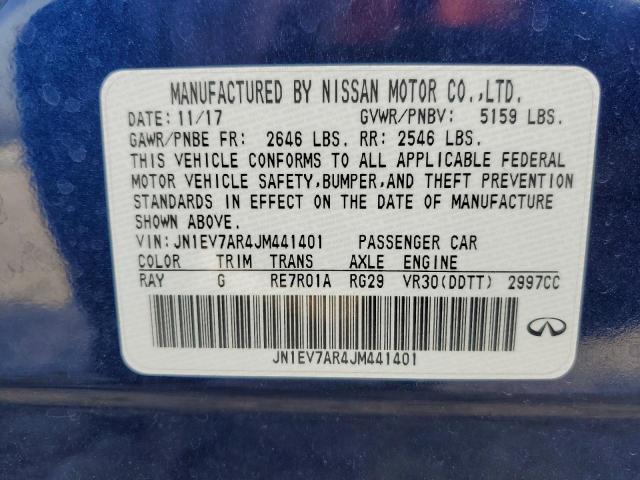 MANUFACTURED BY NISSAN MOTOR CO.,LTD.
DATE: 11/17 GVWR/PNBV: 5159 LBS.
GAWR/PNBE FR: 2646 LBS. RR: 2546 LBS.
THIS VEHICLE CONFORMS TO ALL APPLICABLE FEDERAL
MOTOR VEHICLE SAFETY,BUMPER,AND THEFT PREVENTION
STANDARDS IN EFFECT ON THE DATE OF MANUFACTURE
SHOWN ABOVE.
VIN:JN1EV7AR4JM441401 PASSENGER CAR
COLOR TRIM TRANS AXLE ENGINE
RAY G RE7R01A RG29 VR30(DDTT) 2997CC
JN1EV7AR4JM441401